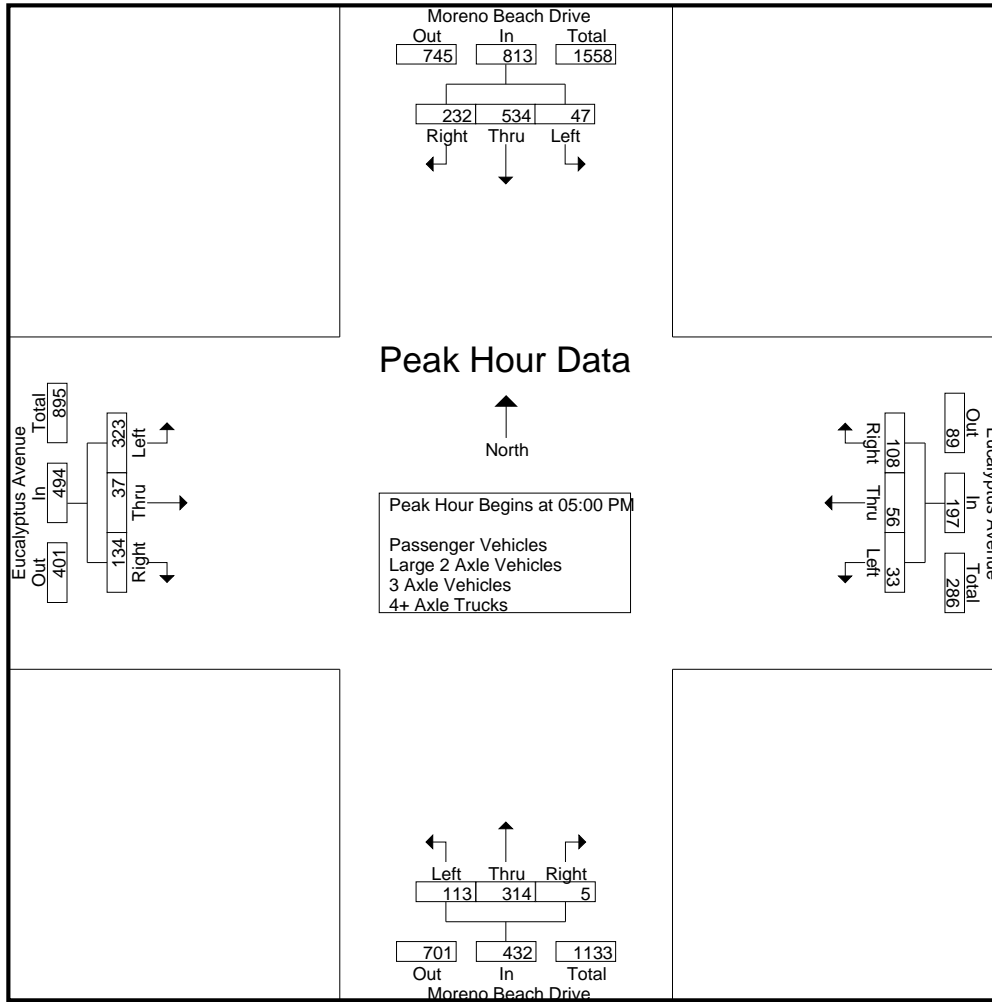 Moreno Beach Drive
Out In Total
745 813 1558
232 534 47
Right Thru Left
Peak Hour Data
North
Peak Hour Begins at 05:00 PM
Passenger Vehicles
Large 2 Axle Vehicles
3 Axle Vehicles
4+ Axle Trucks
Eucalyptus Avenue
Out In Total
401 494 895
Right Thru Left
134 37 323
Eucalyptus Avenue
Out In Total
89 197 286
Right Thru Left
108 56 33
Left Thru Right
113 314 5
701 432 1133
Out In Total
Moreno Beach Drive